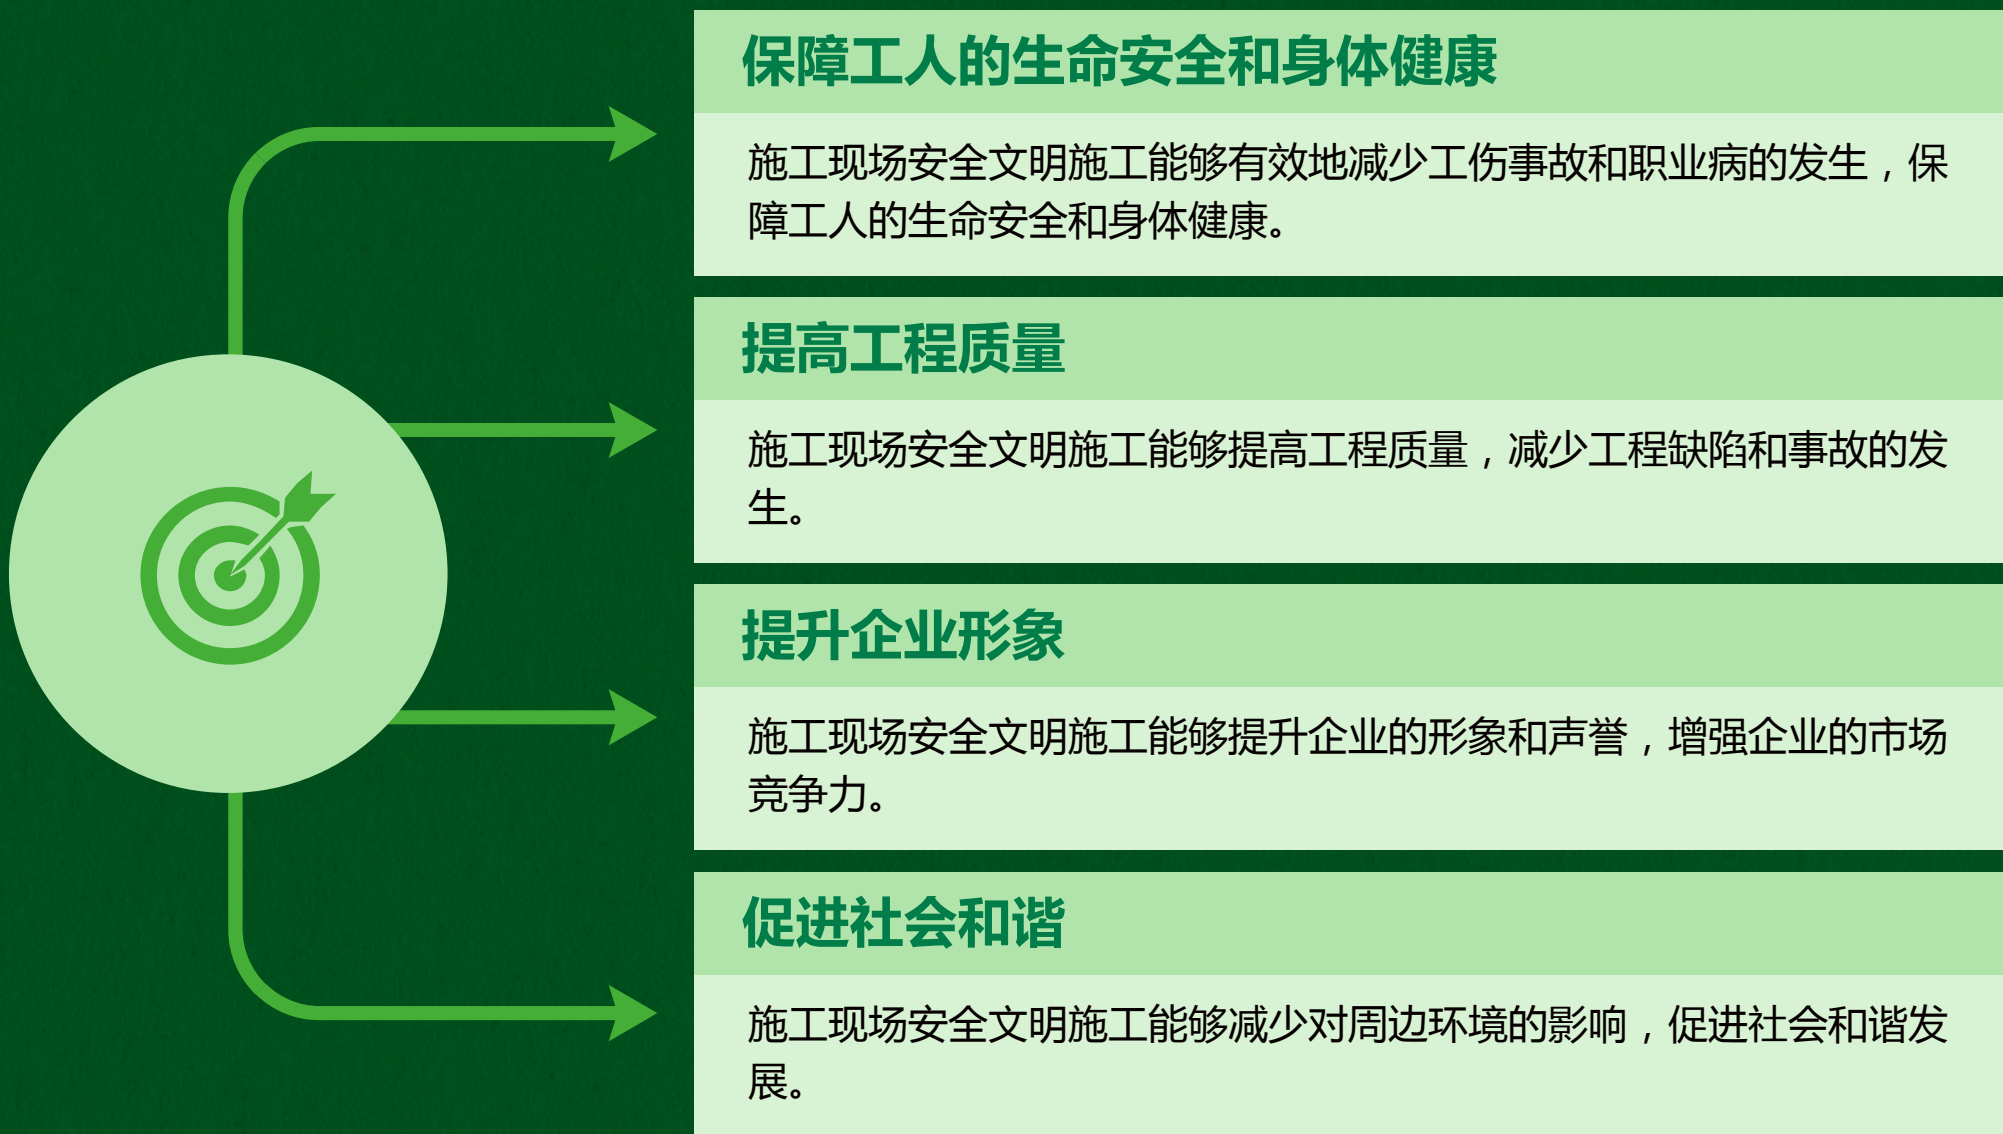 保障工人的生命安全和身体健康
施工现场安全文明施工能够有效地减少工伤事故和职业病的发生，保
障工人的生命安全和身体健康。
提高工程质量
施工现场安全文明施工能够提高工程质量，减少工程缺陷和事故的发
生。
提升企业形象
施工现场安全文明施工能够提升企业的形象和声誉，增强企业的市场
竞争力。
促进社会和谐
施工现场安全文明施工能够减少对周边环境的影响，促进社会和谐发
展。